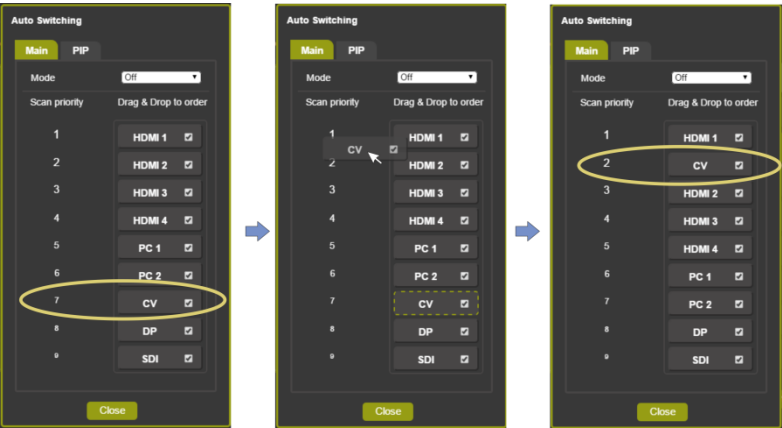 Auto Switching
Main PIP
Mode Off
Scan priority Drag & Drop to order
1 HDMI 1
2 HDMI 2
3 HDMI 3
4 HDMI 4
5 PC 1
6 PC 2
7 CV
8 DP
9 SDI
Close
Auto Switching
Main PIP
Mode Off
Scan priority Drag & Drop to order
1 HDMI 1
CV
2 HDMI 2
3 HDMI 3
4 HDMI 4
5 PC 1
6 PC 2
7 CV
8 DP
9 SDI
Close
Auto Switching
Main PIP
Mode Off
Scan priority Drag & Drop to order
1 HDMI 1
2 CV
3 HDMI 2
4 HDMI 3
5 HDMI 4
6 PC 1
7 PC 2
8 DP
9 SDI
Close